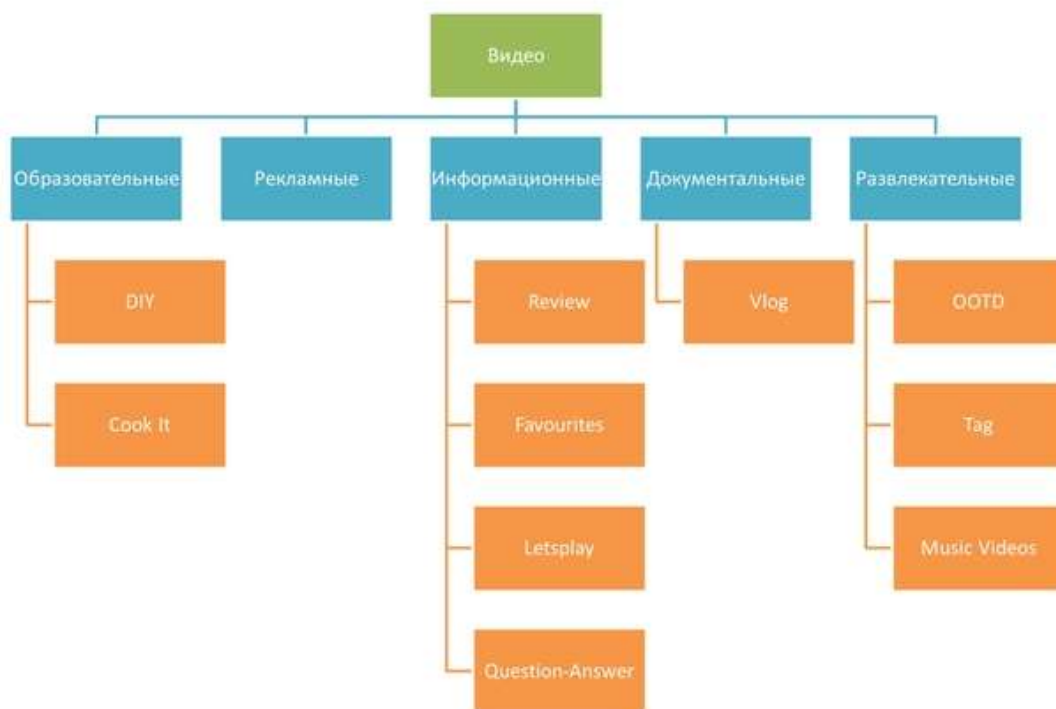 Видео
Образовательные
Рекламные
Информационные
Документальные
Развлекательные
DIY
Cook It
Review
Favourites
Letsplay
Question-Answer
Vlog
OOTD
Tag
Music Videos